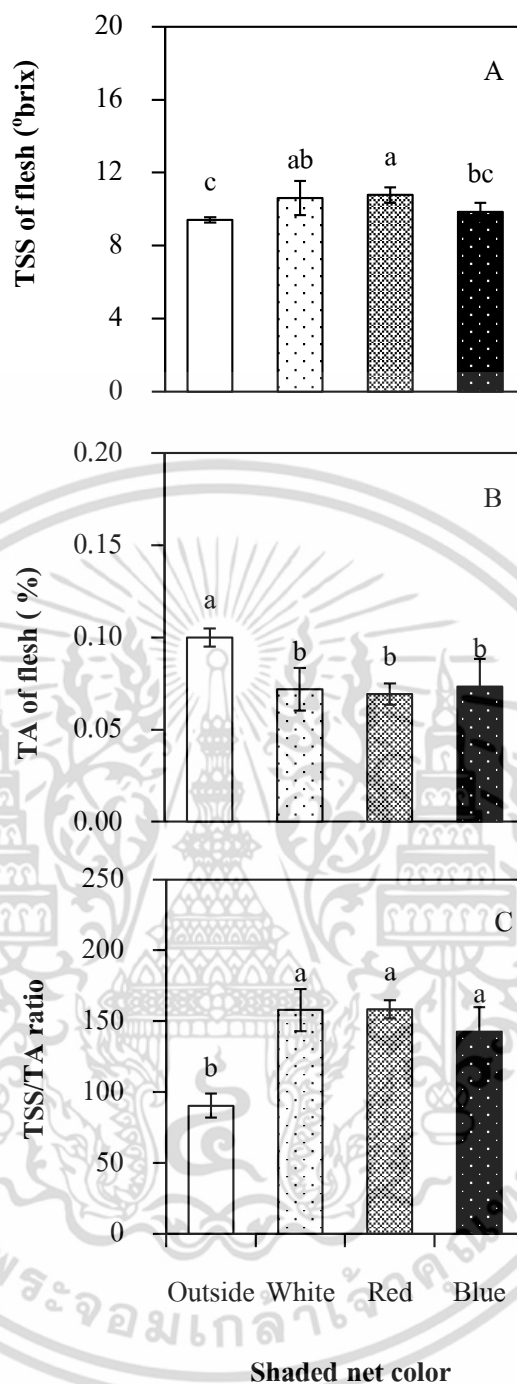 TSS of flesh (⁰brix)
20
16
12
8
4
0
A
c
ab
a
bc
TA of flesh ( %)
0.20
0.15
0.10
0.05
0.00
B
a
b
b
b
TSS/TA ratio
250
200
150
100
50
0
C
b
a
a
a
Outside White Red Blue
Shaded net color